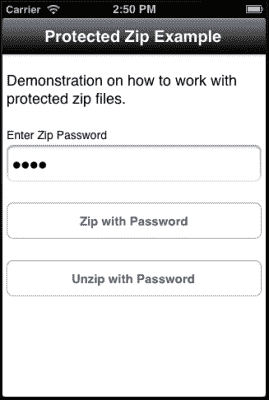 Carrier 2:50 PM
Protected Zip Example
Demonstration on how to work with
protected zip files.
Enter Zip Password
●●●●
Zip with Password
Unzip with Password